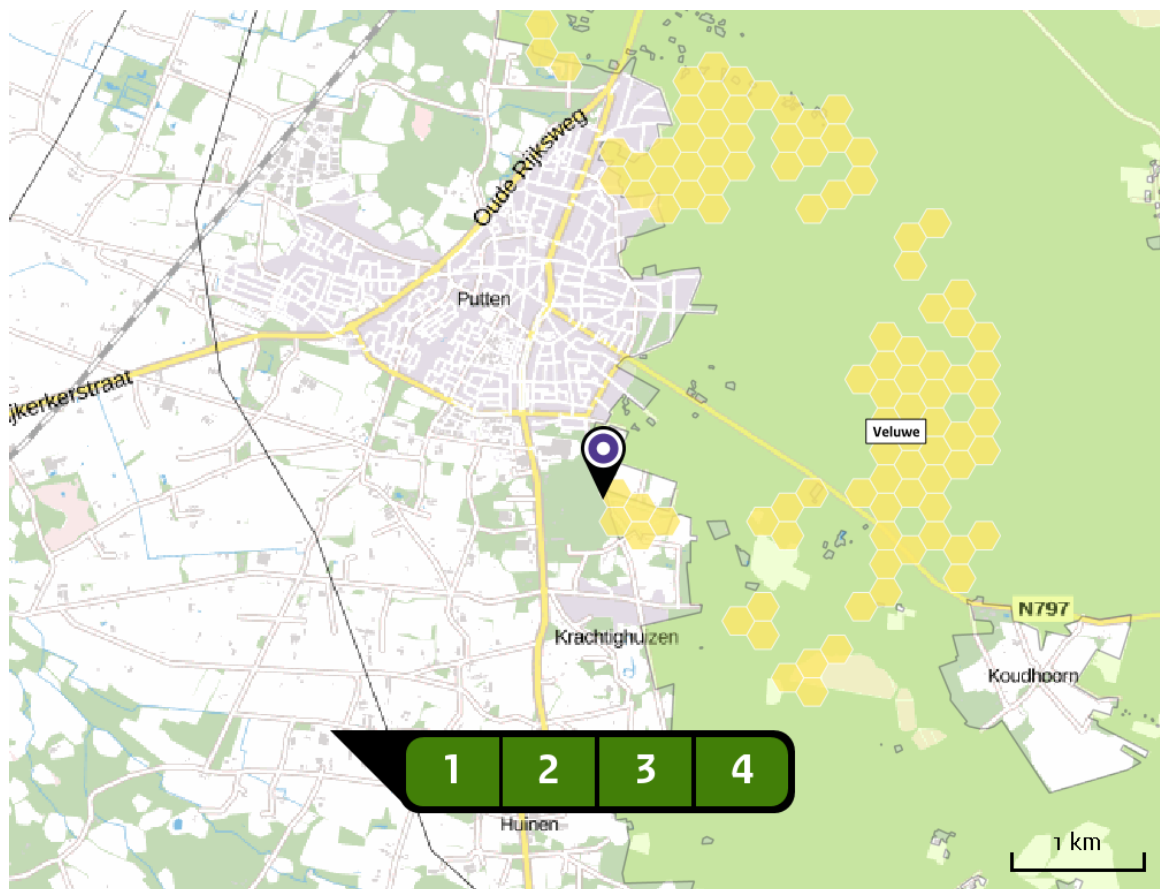 Oude Rijksweg
Putten
ijkerkerstraat
Veluwe
N797
Krachtighuizen
Koudhoorn
1 2 3 4
Huinen
1 km